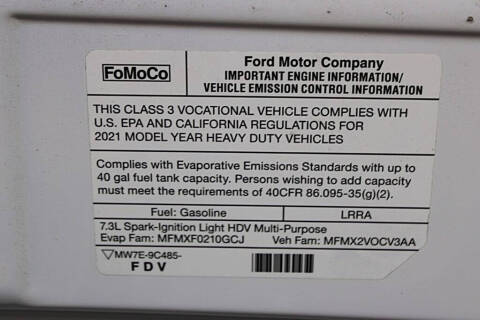 FoMoCo
Ford Motor Company
IMPORTANT ENGINE INFORMATION/
VEHICLE EMISSION CONTROL INFORMATION
THIS CLASS 3 VOCATIONAL VEHICLE COMPLIES WITH
U.S. EPA AND CALIFORNIA REGULATIONS FOR
2021 MODEL YEAR HEAVY DUTY VEHICLES
Complies with Evaporative Emissions Standards with up to
40 gal fuel tank capacity. Persons wishing to add capacity
must meet the requirements of 40CFR 86.095-35(g)(2).
Fuel: Gasoline LRRA
7.3L Spark-Ignition Light HDV Multi-Purpose
Evap Fam: MFMXF0210GCJ Veh Fam: MFMX2VOCV3AA
MW7E-9C485-
FDV